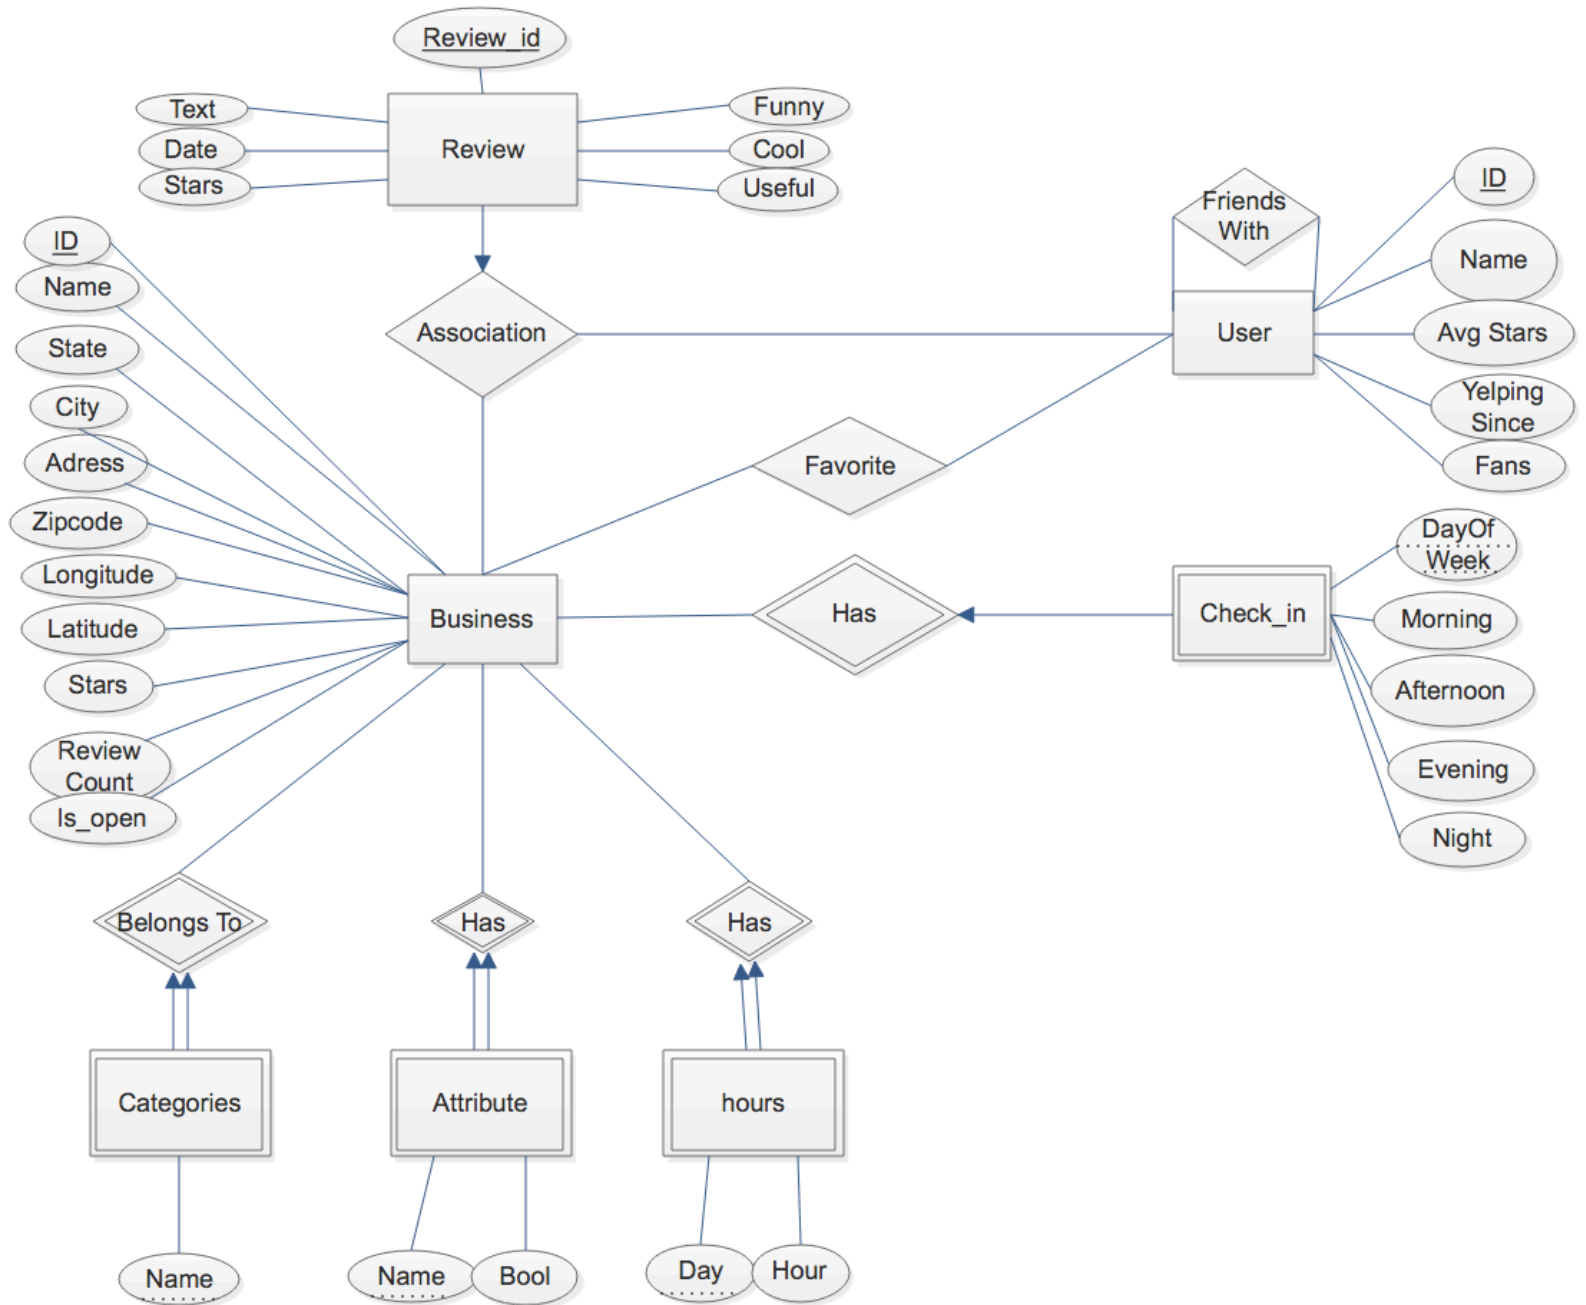 Review_id
Text
Funny
Review
Date
Cool
Stars
Useful
ID
Friends
With
ID
Name
Name
User
Avg Stars
Association
State
City
Yelping
Since
Adress
Favorite
Fans
Zipcode
DayOf
Week
Longitude
Business
Has
Check_in
Morning
Latitude
Stars
Afternoon
Review
Count
Evening
Is_open
Night
Belongs To
Has
Has
Categories
Attribute
hours
Name
Name
Bool
Day
Hour